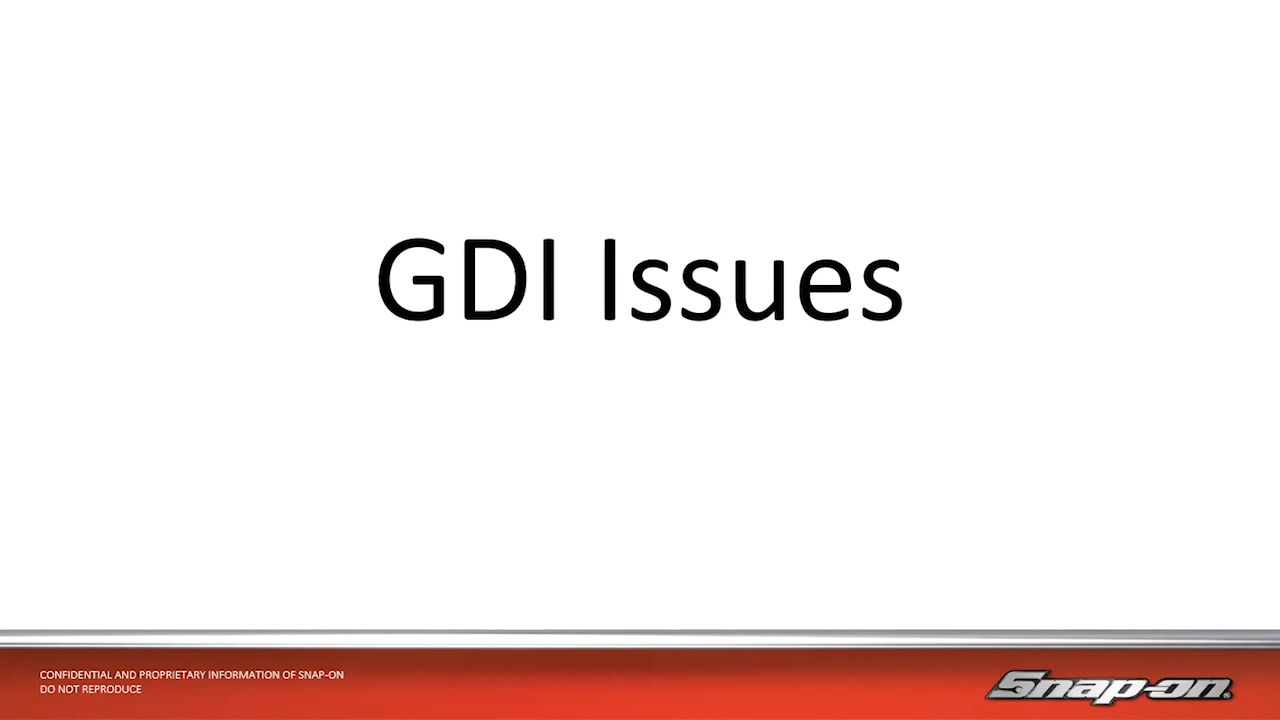 GDI Issues
CONFIDENTIAL AND PROPRIETARY INFORMATION OF SNAP-ON
DO NOT REPRODUCE
Snap-on®